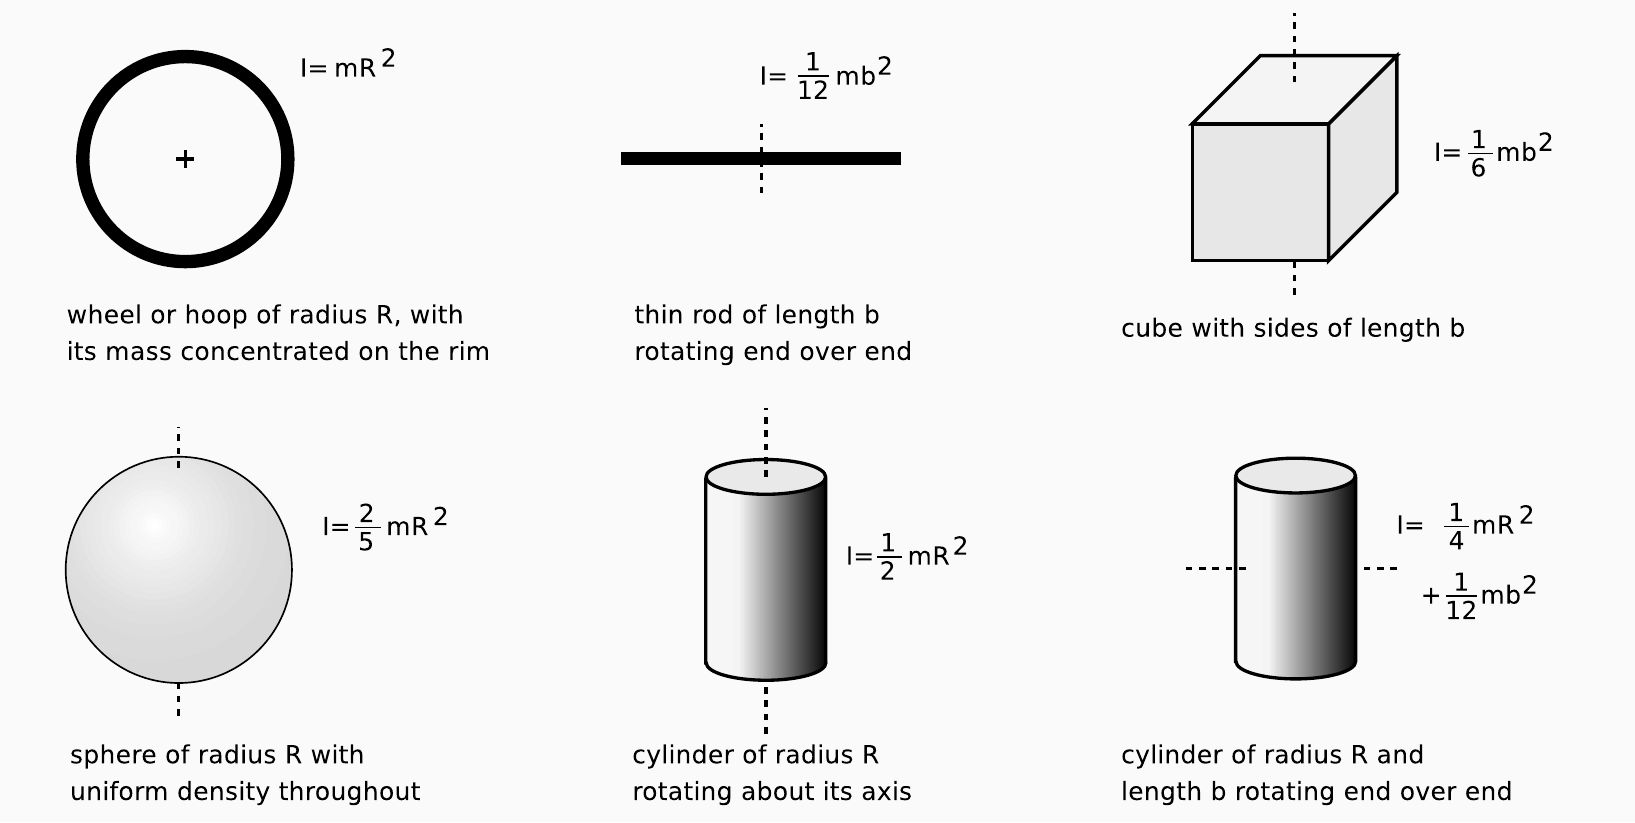 I= mR²
wheel or hoop of radius R, with
its mass concentrated on the rim
I= 1/12 mb²
thin rod of length b
rotating end over end
I= 1/6 mb²
cube with sides of length b
I= 2/5 mR²
sphere of radius R with
uniform density throughout
I= 1/2 mR²
cylinder of radius R
rotating about its axis
I= 1/4 mR²
+ 1/12 mb²
cylinder of radius R and
length b rotating end over end